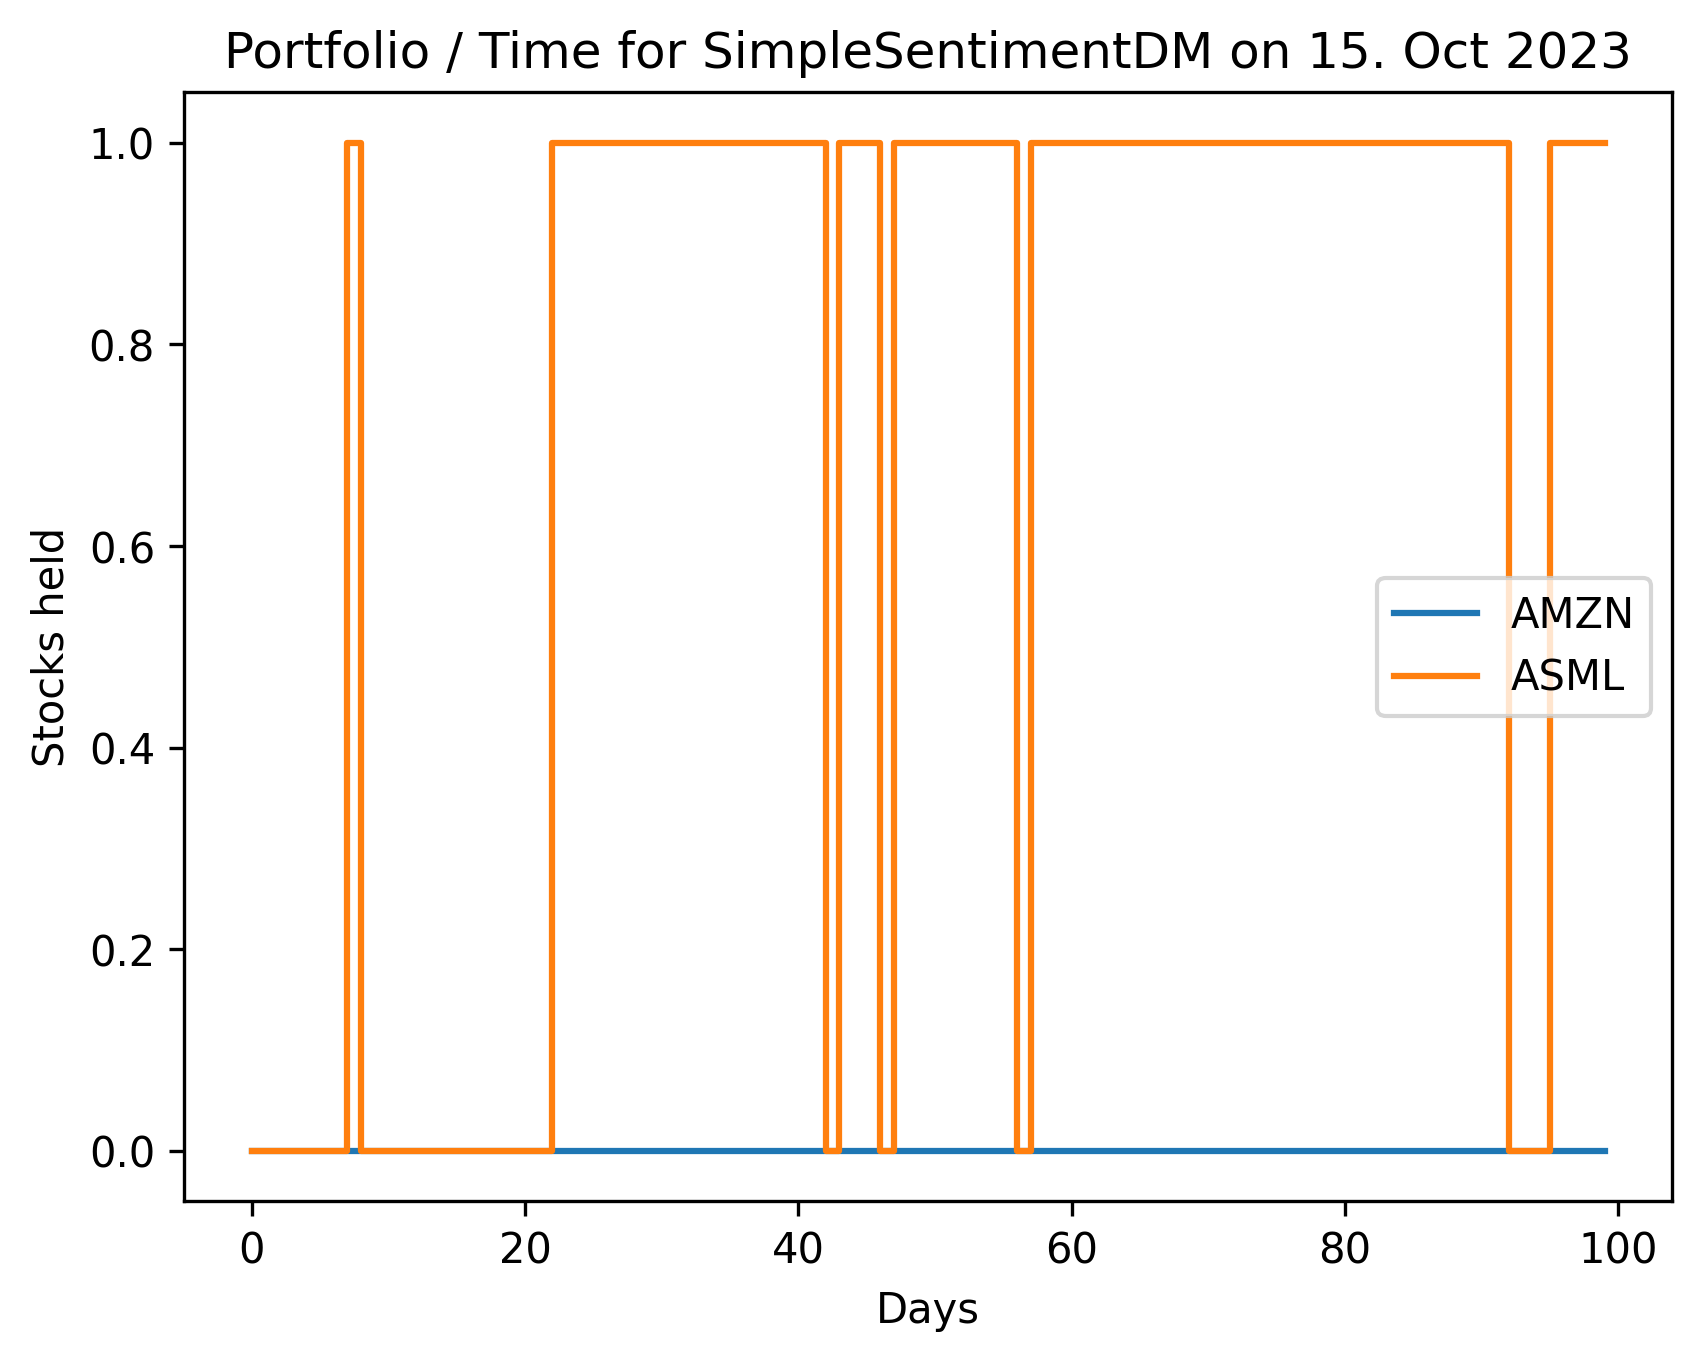 Portfolio / Time for SimpleSentimentDM on 15. Oct 2023
1.0
0.8
0.6
0.4
0.2
0.0
Stocks held
AMZN
ASML
0 20 40 60 80 100
Days